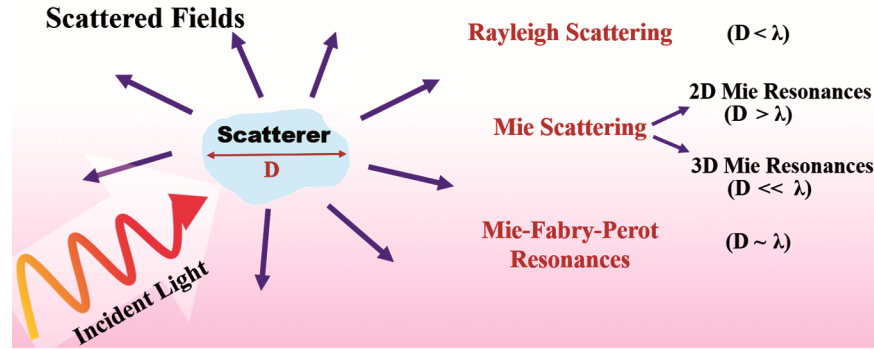 Scattered Fields
Scatterer
D
Incident Light
Rayleigh Scattering (D < λ)
Mie Scattering
2D Mie Resonances
(D > λ)
3D Mie Resonances
(D << λ)
Mie-Fabry-Perot
Resonances
(D ~ λ)